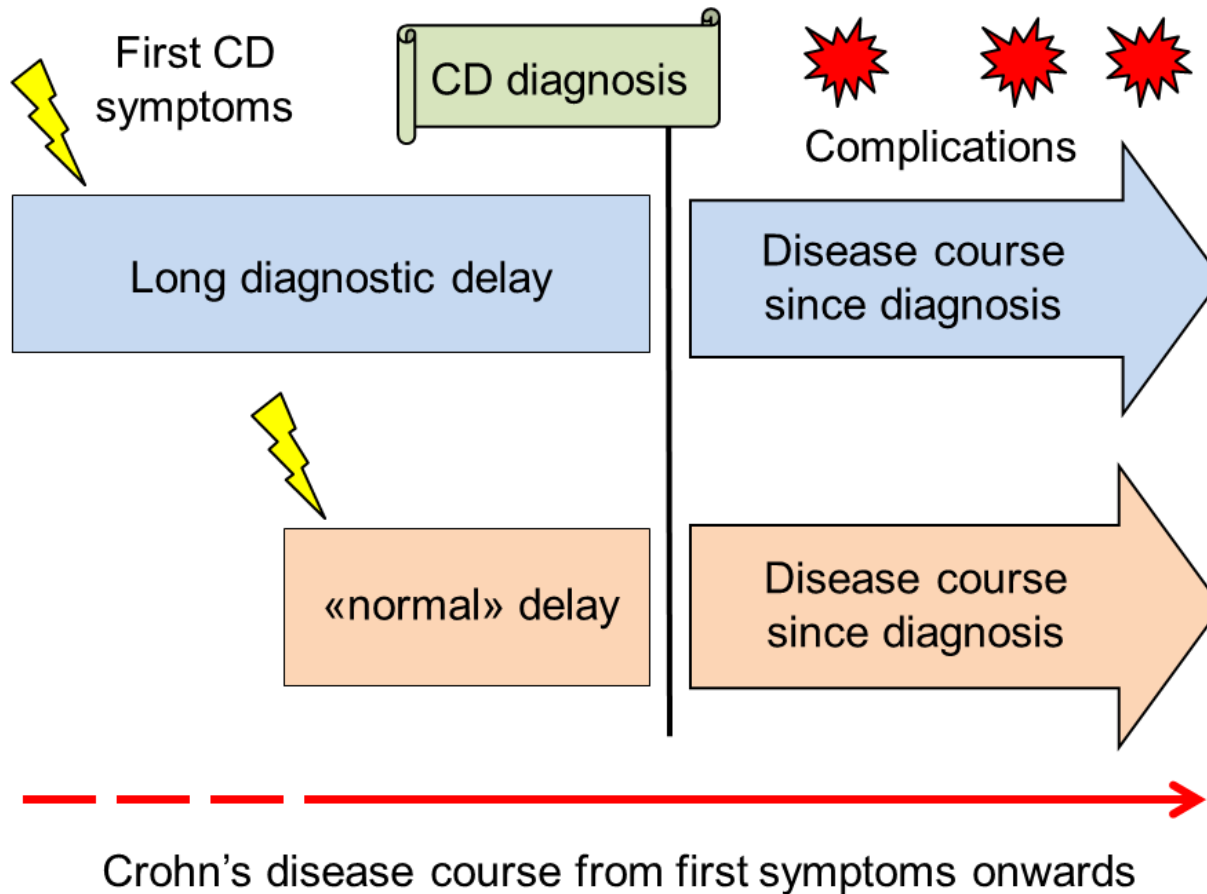 First CD
symptoms
CD diagnosis
Complications
Long diagnostic delay
Disease course
since diagnosis
«normal» delay
Disease course
since diagnosis
Crohn’s disease course from first symptoms onwards